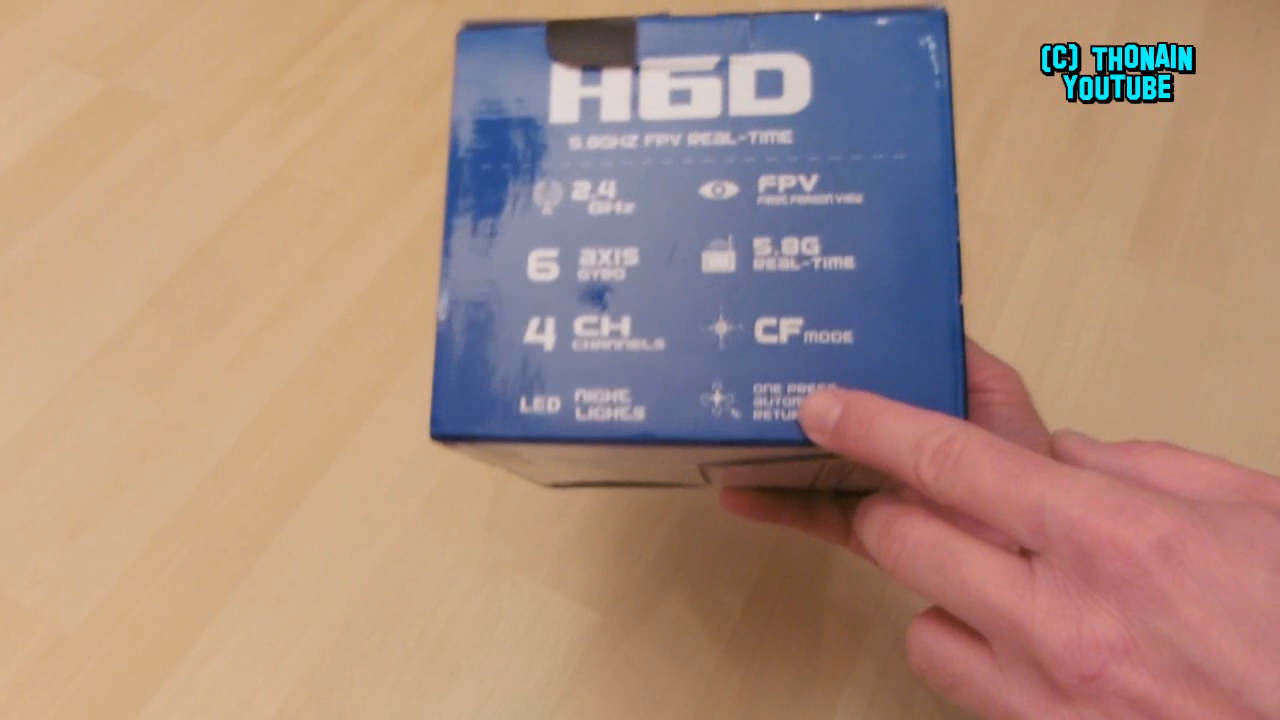 (C) THONAIN
YOUTUBE
H6D
5.8GHZ FPV REAL-TIME
2.4
GHz
FPV
FIRST PERSON VIEW
6 AXIS
GYRO
5.8G
REAL-TIME
4 CH
CHANNELS
CF MODE
LED NIGHT
LIGHTS
ONE PRESS